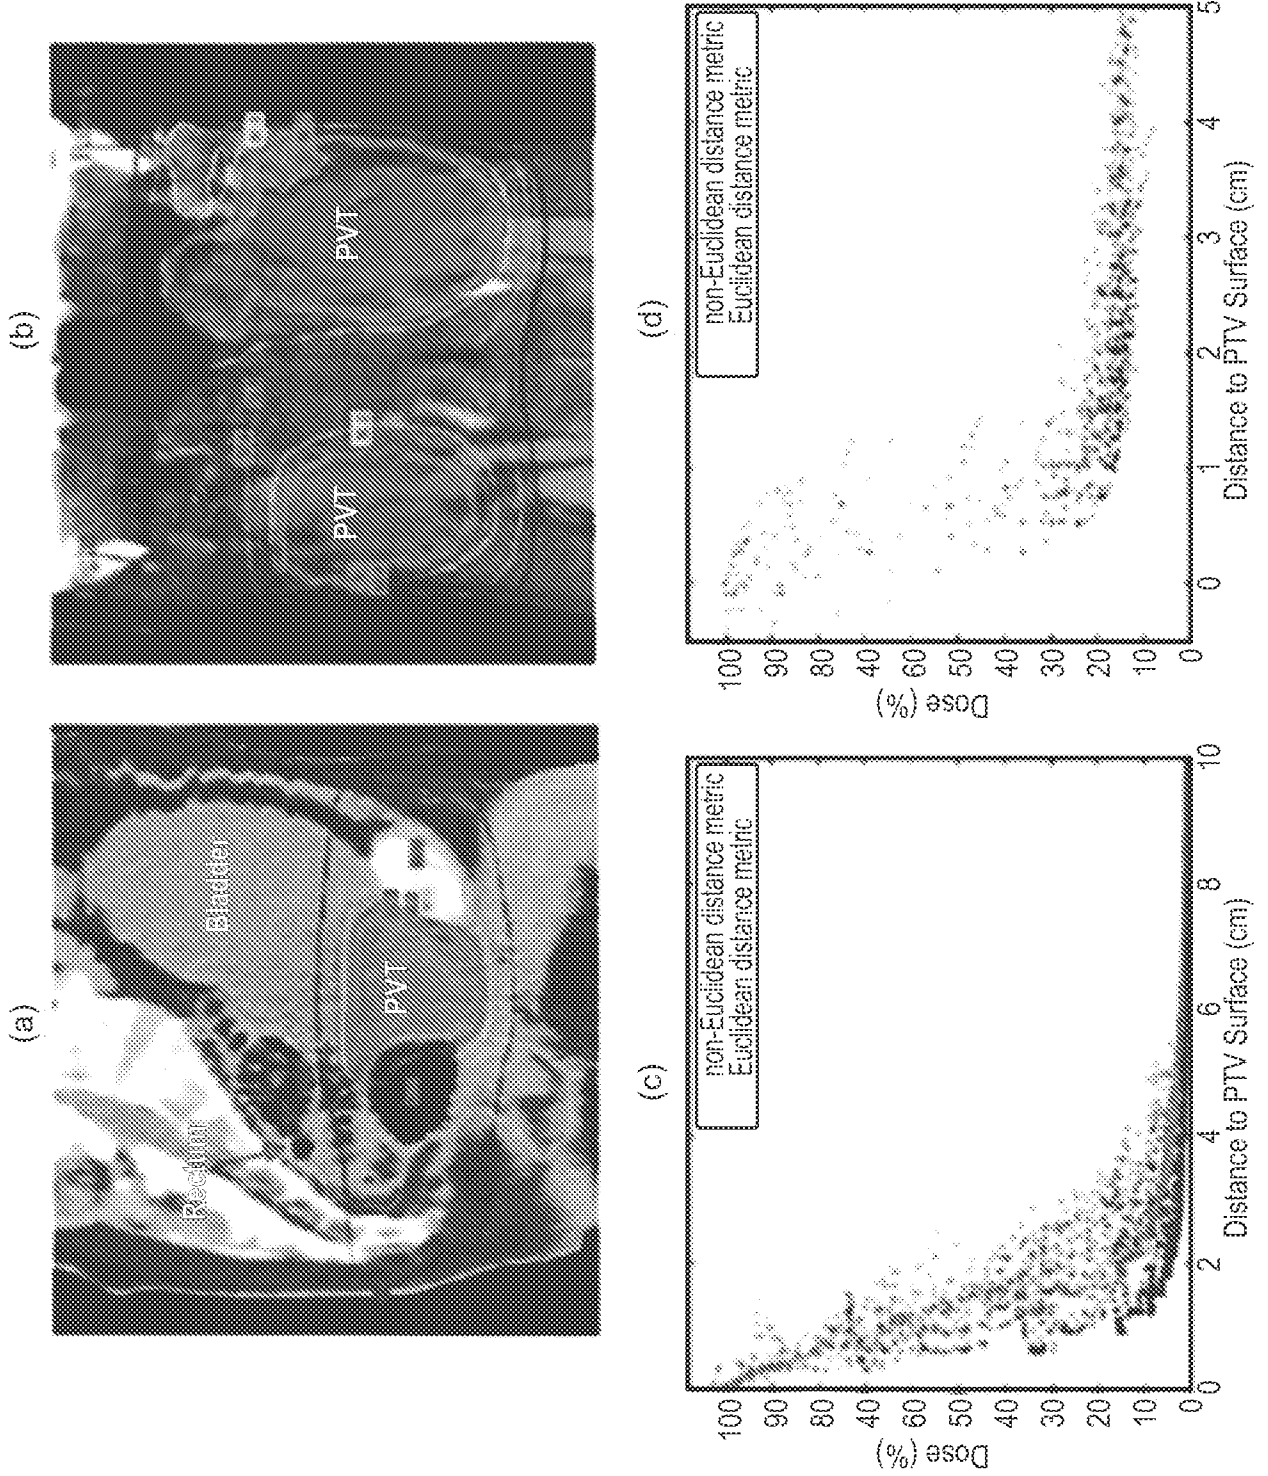 (a)
Rectum
Bladder
PVT
(b)
PVT
PVT
(c)
non-Euclidean distance metric
Euclidean distance metric
Dose (%)
100
90
80
40
60
50
40
30
20
10
0
0 2 4 6 8 10
Distance to PTV Surface (cm)
(d)
non-Euclidean distance metric
Euclidean distance metric
Dose (%)
100
90
80
40
60
50
40
30
20
10
0
0 1 2 3 4 5
Distance to PTV Surface (cm)